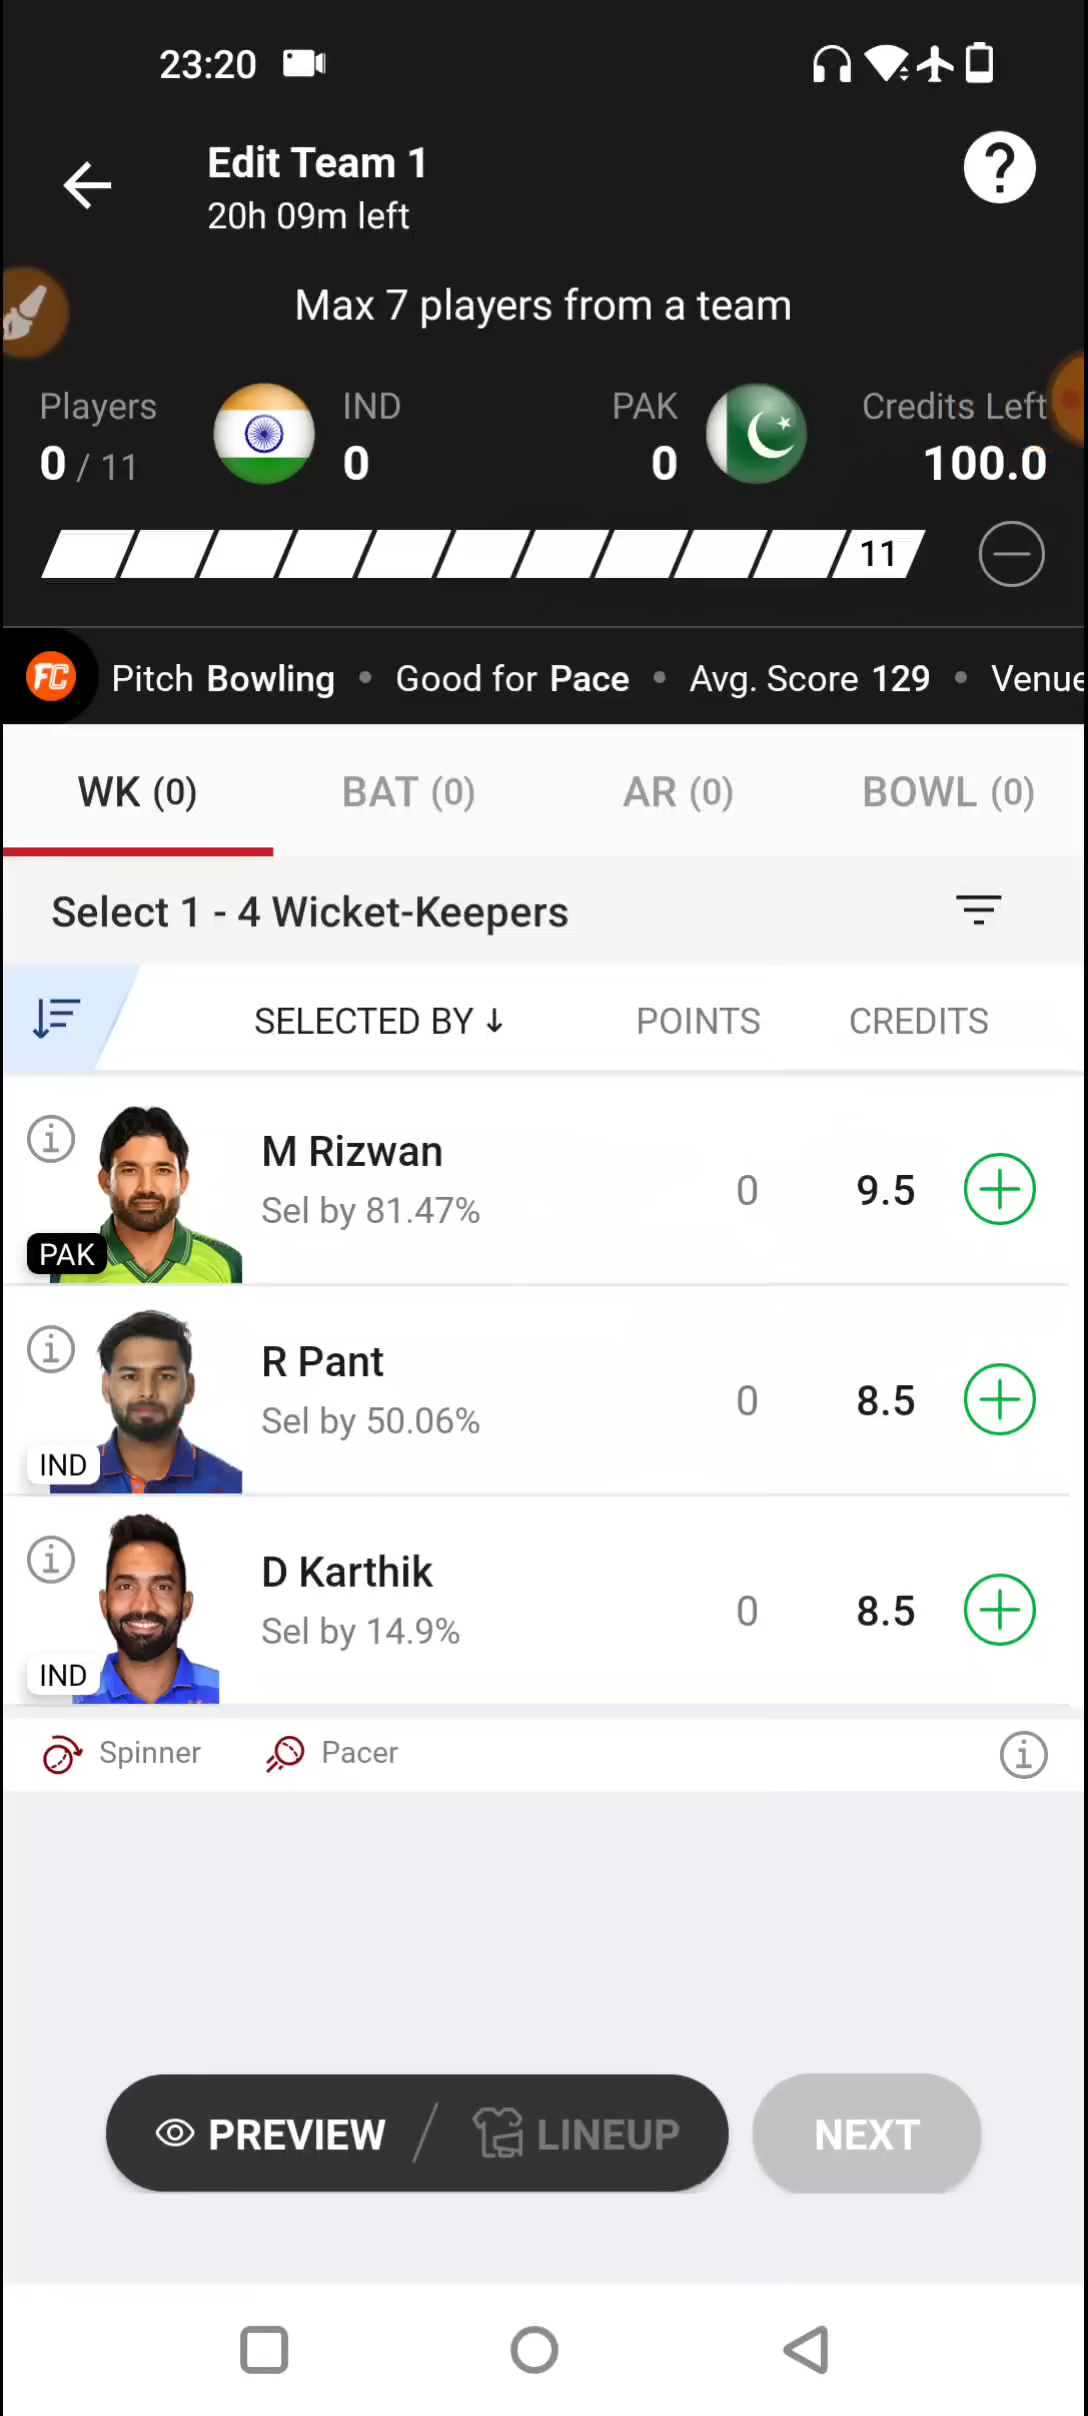 23:20
Edit Team 1
20h 09m left
Max 7 players from a team
Players IND PAK Credits Left
0 / 11 0 0 100.0
11
FC Pitch Bowling • Good for Pace • Avg. Score 129 • Venue
WK (0) BAT (0) AR (0) BOWL (0)
Select 1 - 4 Wicket-Keepers
SELECTED BY ↓ POINTS CREDITS
M Rizwan
Sel by 81.47% 0 9.5
PAK
R Pant
Sel by 50.06% 0 8.5
IND
D Karthik
Sel by 14.9% 0 8.5
IND
Spinner Pacer
PREVIEW / LINEUP NEXT